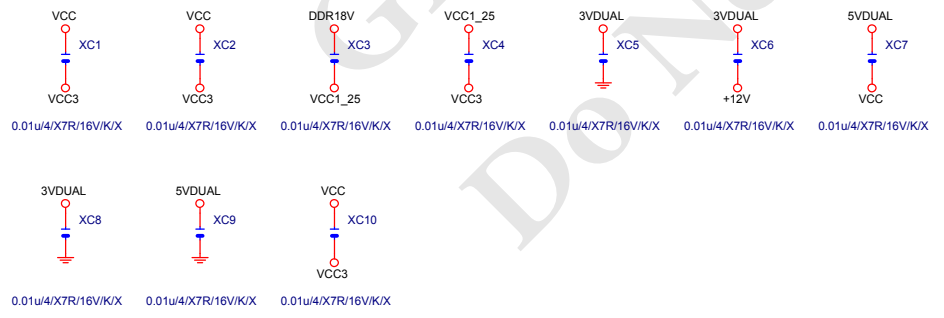 VCC VCC DDR18V VCC1_25 3VDUAL 3VDUAL 5VDUAL
XC1 XC2 XC3 XC4 XC5 XC6 XC7
VCC3 VCC3 VCC1_25 VCC3 +12V VCC
0.01u/4/X7R/16V/K/X 0.01u/4/X7R/16V/K/X 0.01u/4/X7R/16V/K/X 0.01u/4/X7R/16V/K/X 0.01u/4/X7R/16V/K/X 0.01u/4/X7R/16V/K/X 0.01u/4/X7R/16V/K/X
3VDUAL 5VDUAL VCC
XC8 XC9 XC10
VCC3
0.01u/4/X7R/16V/K/X 0.01u/4/X7R/16V/K/X 0.01u/4/X7R/16V/K/X
Do